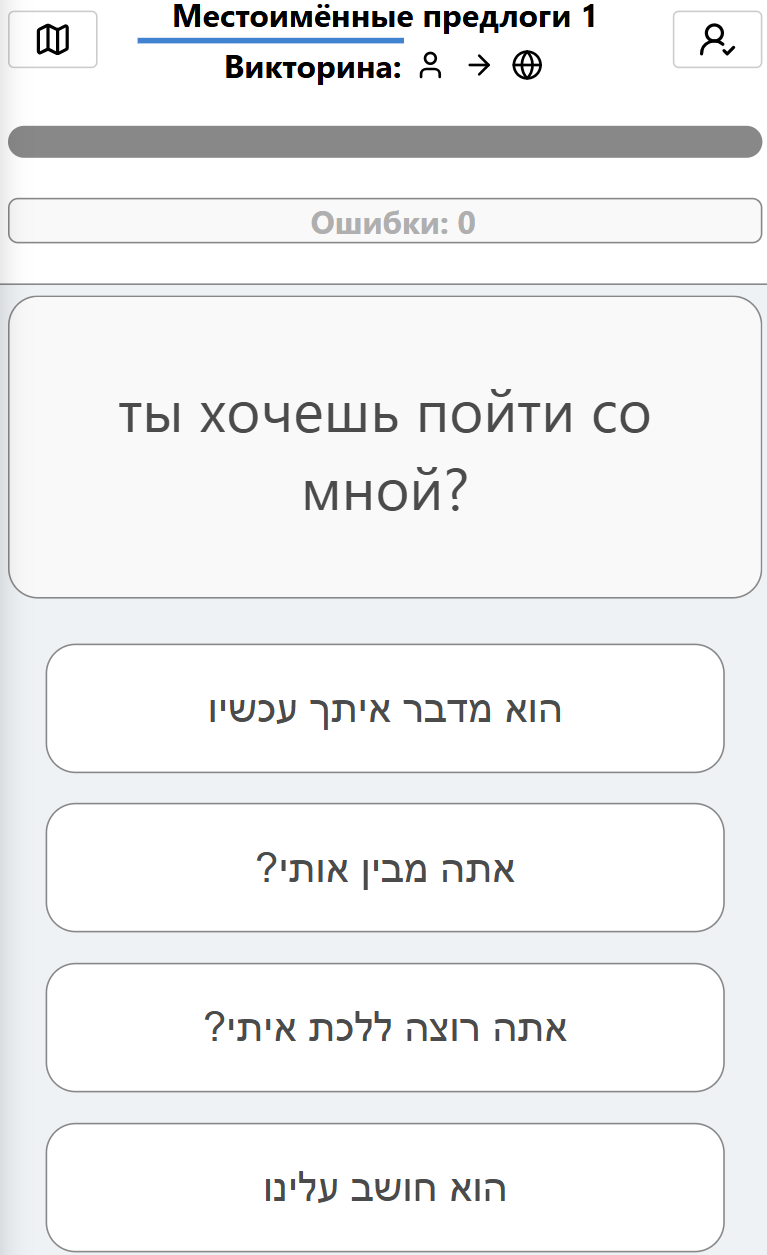 Местоимённые предлоги 1
Викторина:
Ошибки: 0
ты хочешь пойти со
мной?
הוא מדבר איתך עכשיו
אתה מבין אותי?
אתה רוצה ללכת איתי?
הוא חושב עלינו